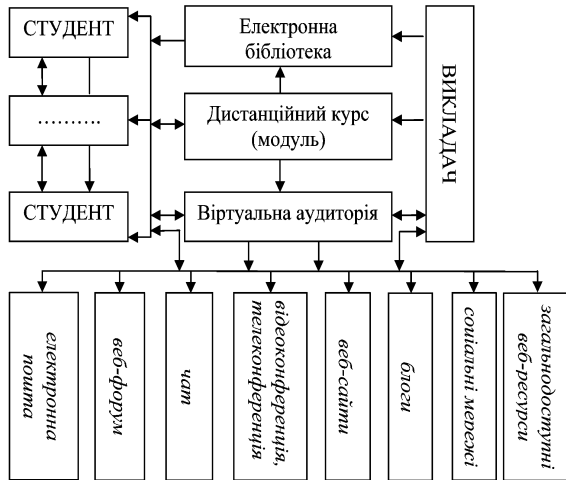 СТУДЕНТ
……….
СТУДЕНТ
Електронна
бібліотека
Дистанційний курс
(модуль)
Віртуальна аудиторія
ВИКЛАДАЧ
електронна
пошта
веб-форум
чат
відеоконференція,
телеконференція
веб-сайти
блоги
соціальні мережі
загальнодоступні
веб-ресурси